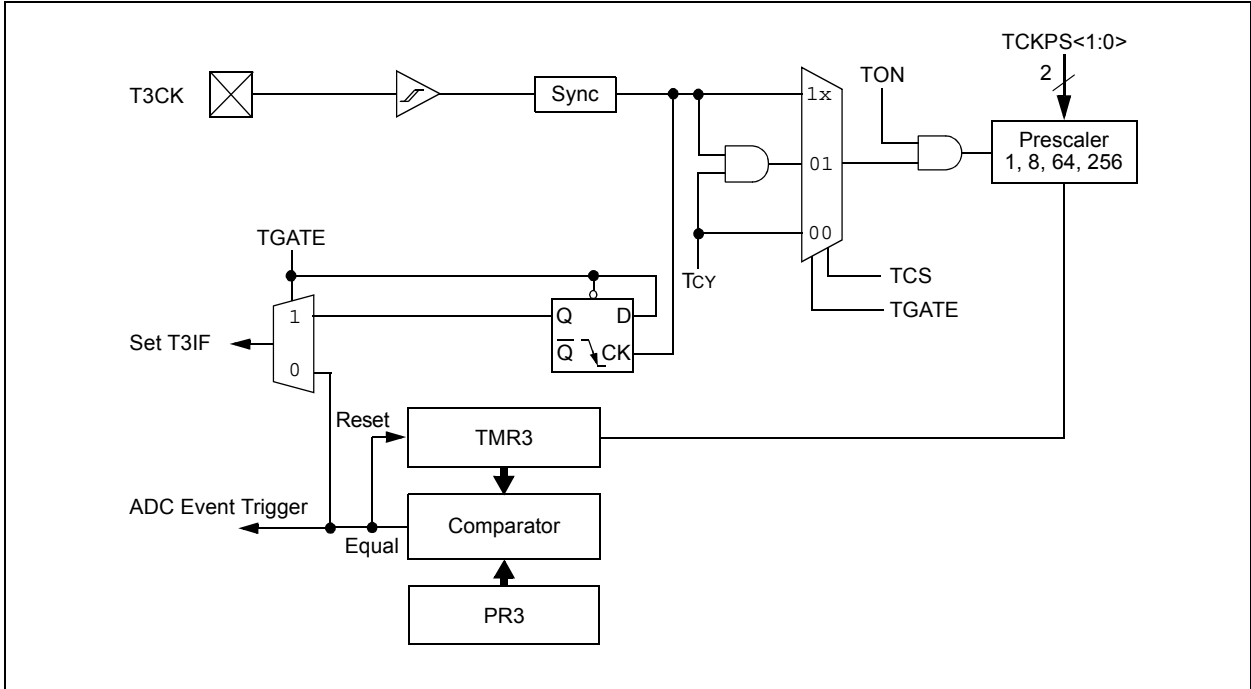 TCKPS<1:0>
2
TON
T3CK
Sync
1x
Prescaler
1, 8, 64, 256
01
00
TGATE
TCY
TCS
TGATE
1
Q
D
Set T3IF
Q
CK
0
Reset
TMR3
ADC Event Trigger
Equal
Comparator
PR3